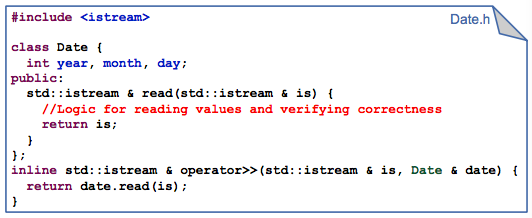 Date.h
#include <istream>
class Date {
int year, month, day;
public:
std::istream & read(std::istream & is) {
//Logic for reading values and verifying correctness
return is;
}
};
inline std::istream & operator>>(std::istream & is, Date & date) {
return date.read(is);
}